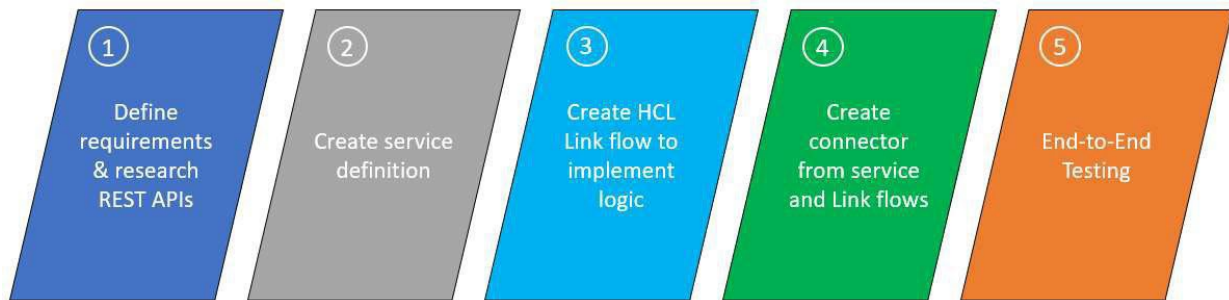 1
Define
requirements
& research
REST APIs
2
Create service
definition
3
Create HCL
Link flow to
implement
logic
4
Create
connector
from service
and Link flows
5
End-to-End
Testing